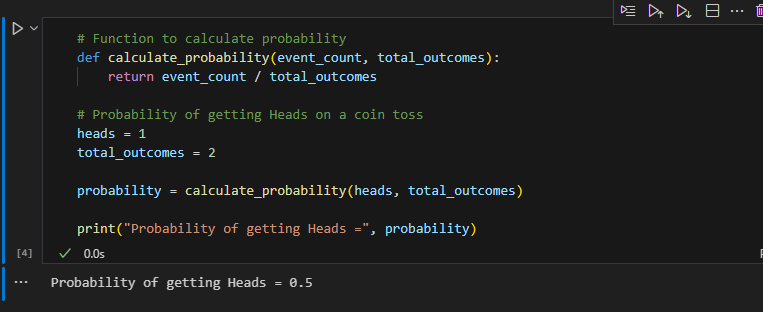 # Function to calculate probability
def calculate_probability(event_count, total_outcomes):
    return event_count / total_outcomes
# Probability of getting Heads on a coin toss
heads = 1
total_outcomes = 2
probability = calculate_probability(heads, total_outcomes)
print("Probability of getting Heads =", probability)
[4] 0.0s
Probability of getting Heads = 0.5